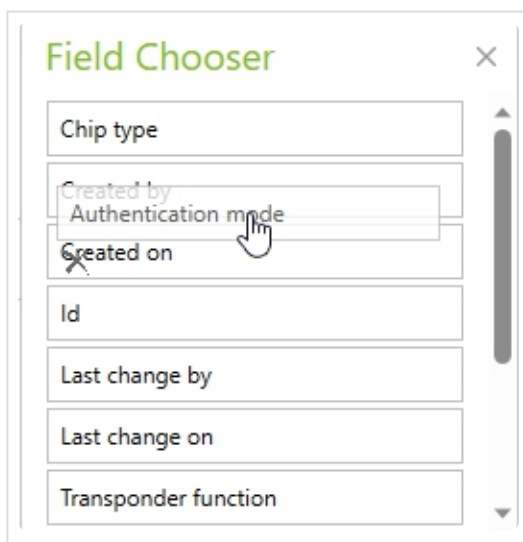 Field Chooser
Chip type
Created by
Authentication mode
Created on
Id
Last change by
Last change on
Transponder function